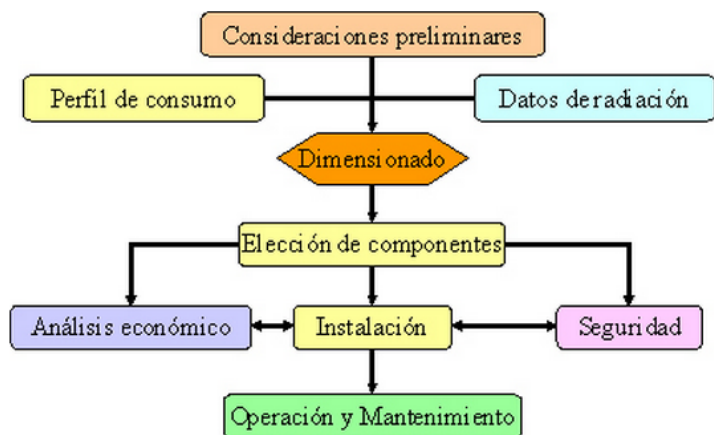 Consideraciones preliminares
Perfil de consumo
Datos de radiación
Dimensionado
Elección de componentes
Análisis económico
Instalación
Seguridad
Operación y Mantenimiento